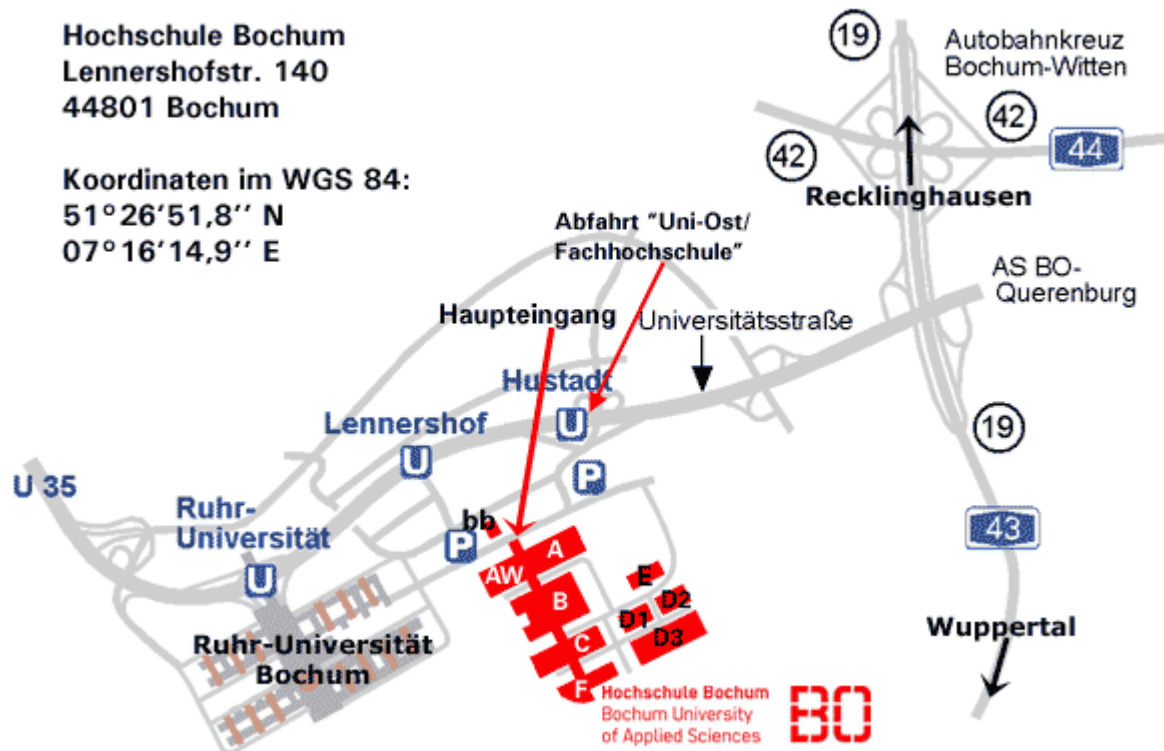 Hochschule Bochum
Lennershofstr. 140
44801 Bochum
Koordinaten im WGS 84:
51°26'51,8'' N
07°16'14,9'' E
19
Autobahnkreuz
Bochum-Witten
42
42
44
Recklinghausen
Abfahrt "Uni-Ost/
Fachhochschule"
AS BO-
Querenburg
Haupteingang
Universitätsstraße
Hustadt
U
Lennershof
U
19
U 35
P
Ruhr-
Universität
U
bb
P
43
A
AW
E
B
D2
D1
D3
C
Wuppertal
Ruhr-Universität
Bochum
F
Hochschule Bochum
Bochum University
of Applied Sciences
BO